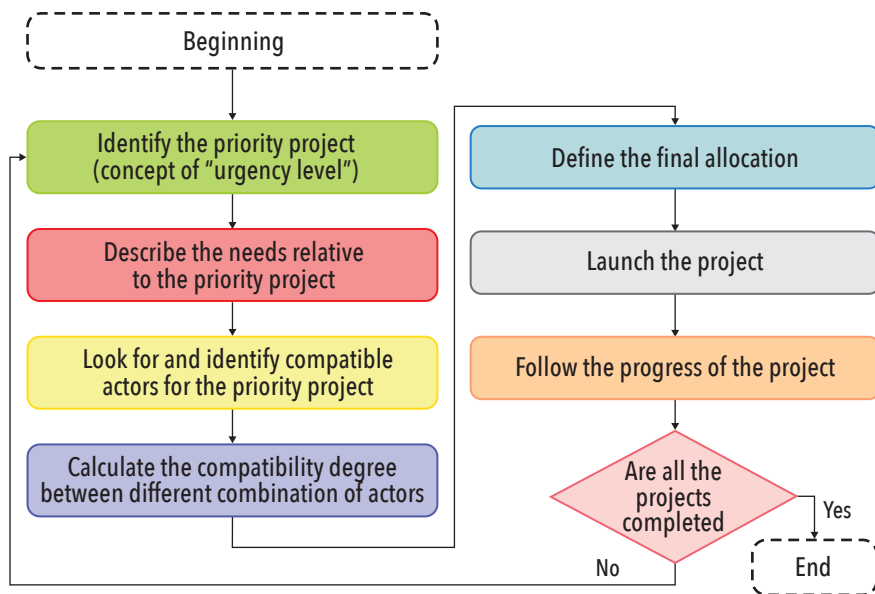 Beginning
Identify the priority project
(concept of “urgency level”)
Describe the needs relative
to the priority project
Look for and identify compatible
actors for the priority project
Calculate the compatibility degree
between different combination of actors
Define the final allocation
Launch the project
Follow the progress of the project
Are all the
projects
completed
Yes
No
End